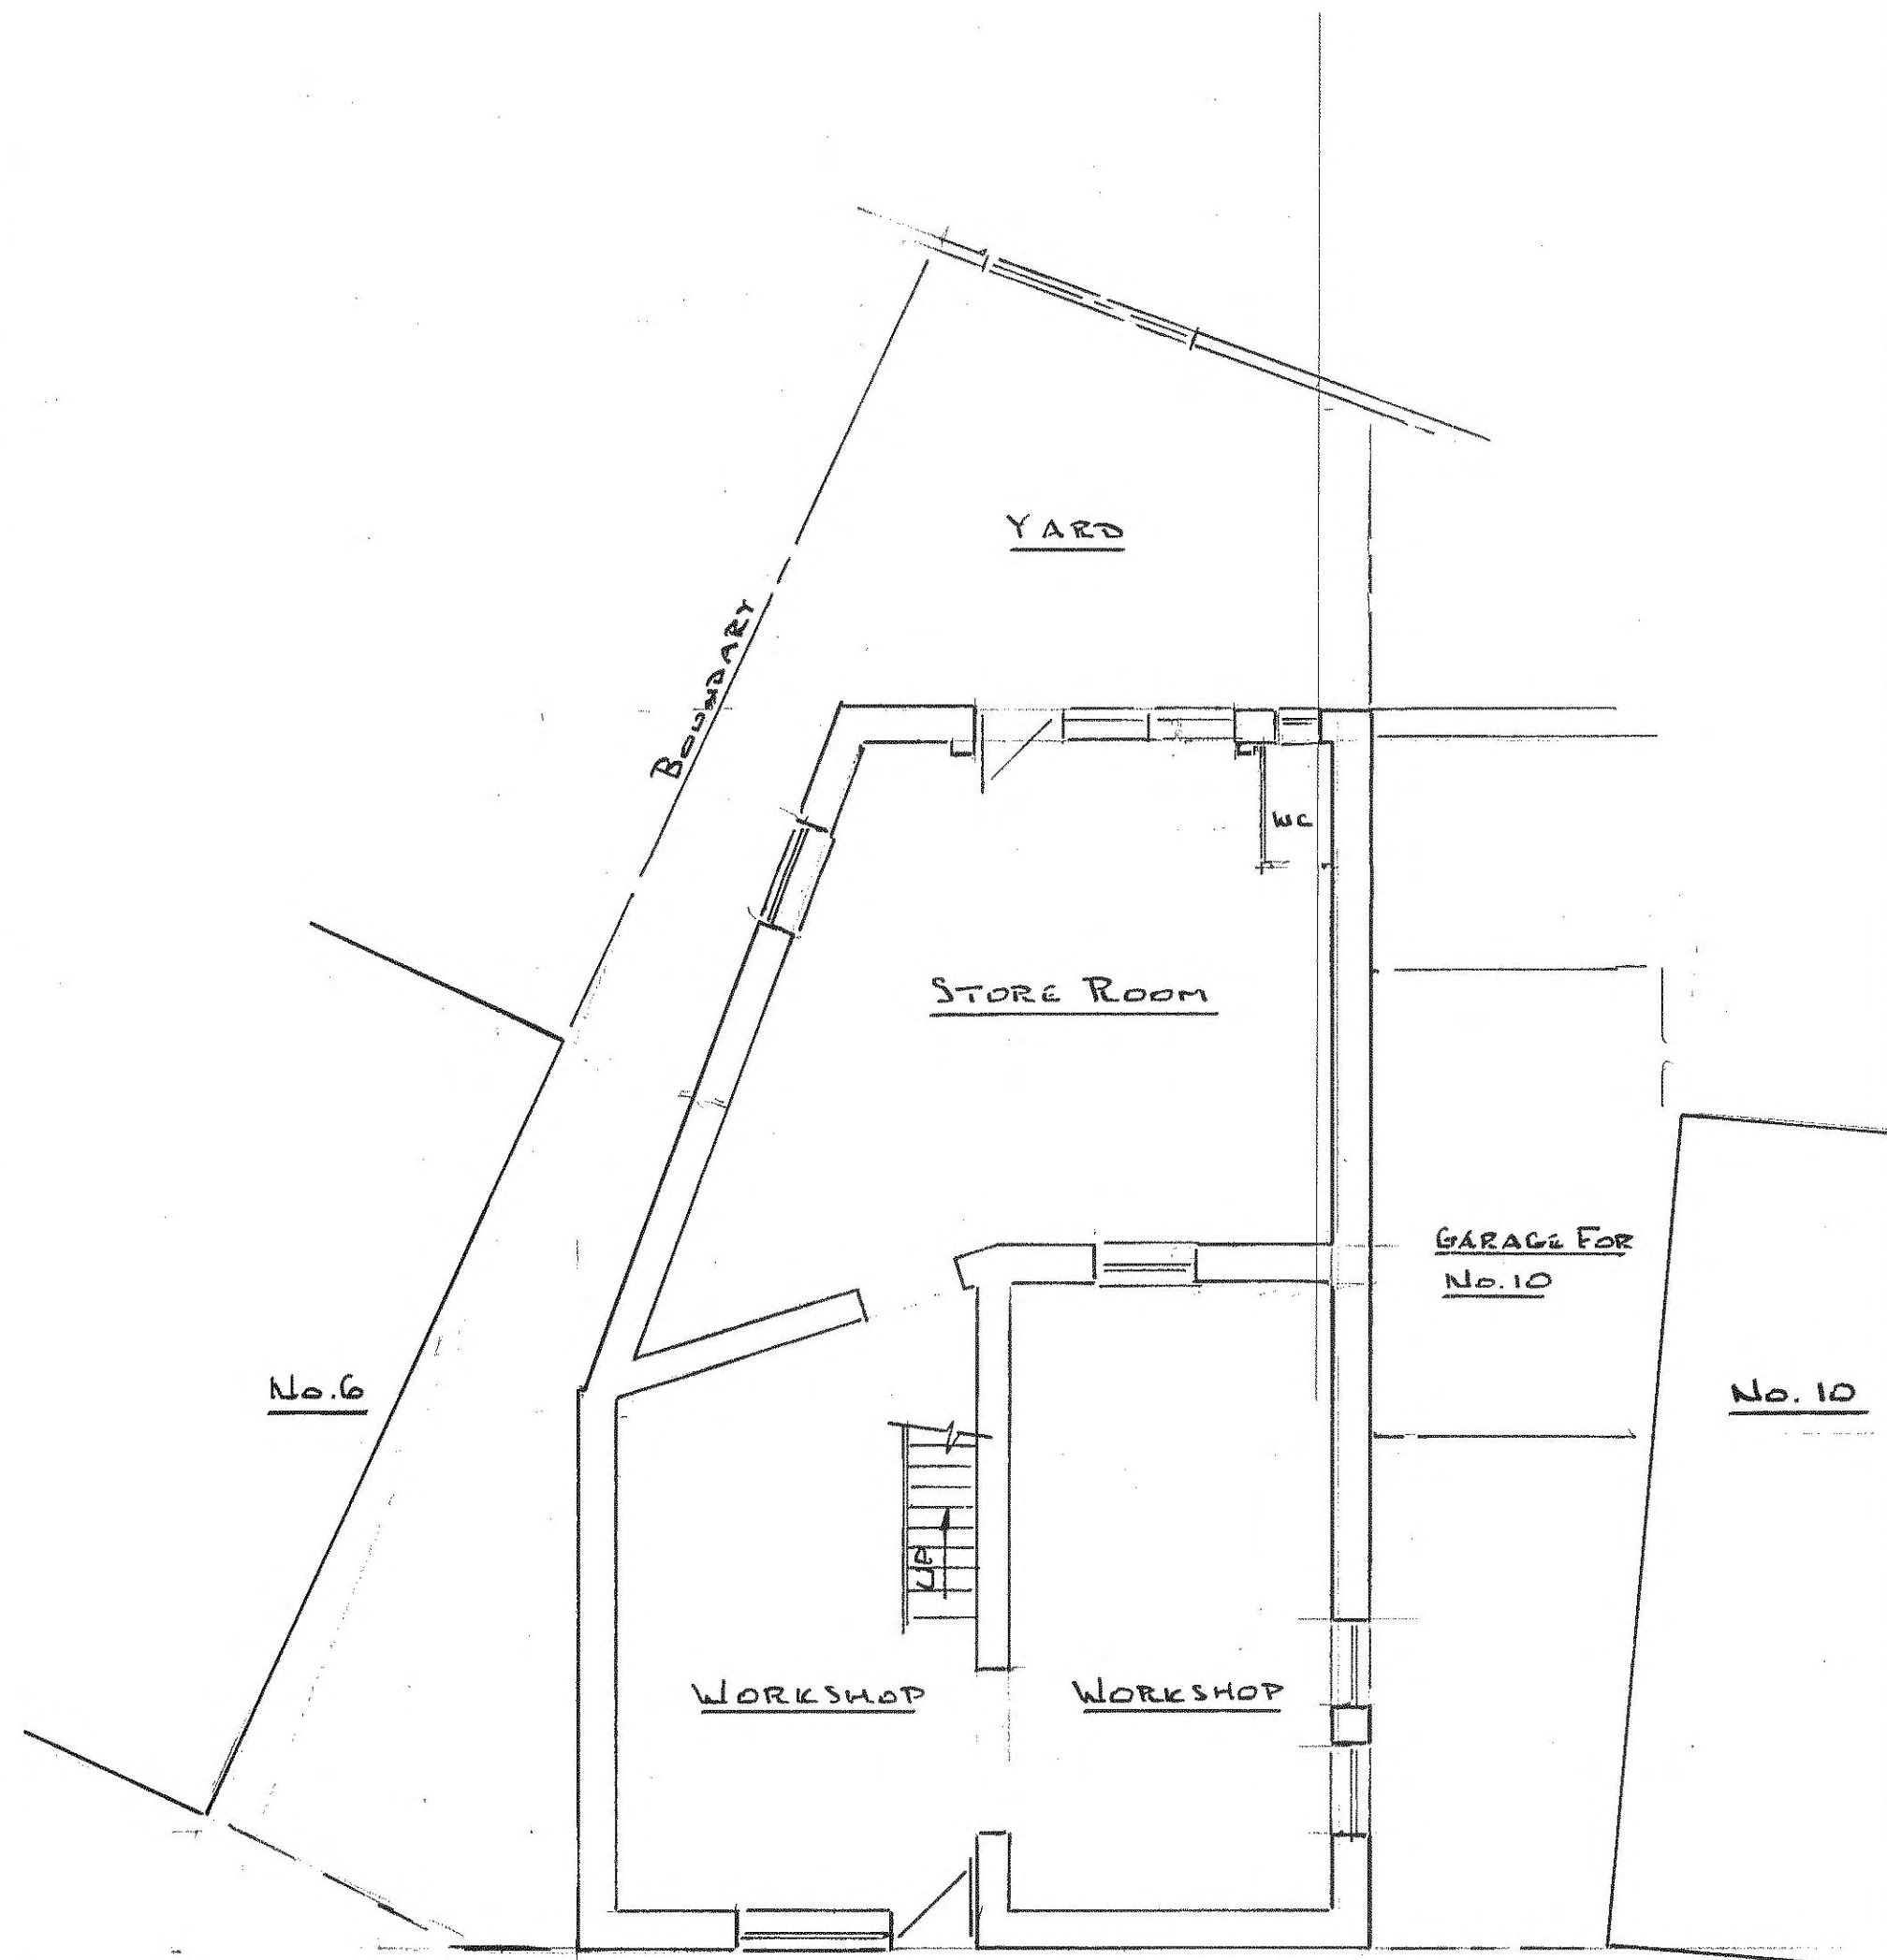 YARD
BOUNDARY
WC
STORE ROOM
GARAGE FOR
No.10
No.6
No. 10
UP
WORKSHOP
WORKSHOP